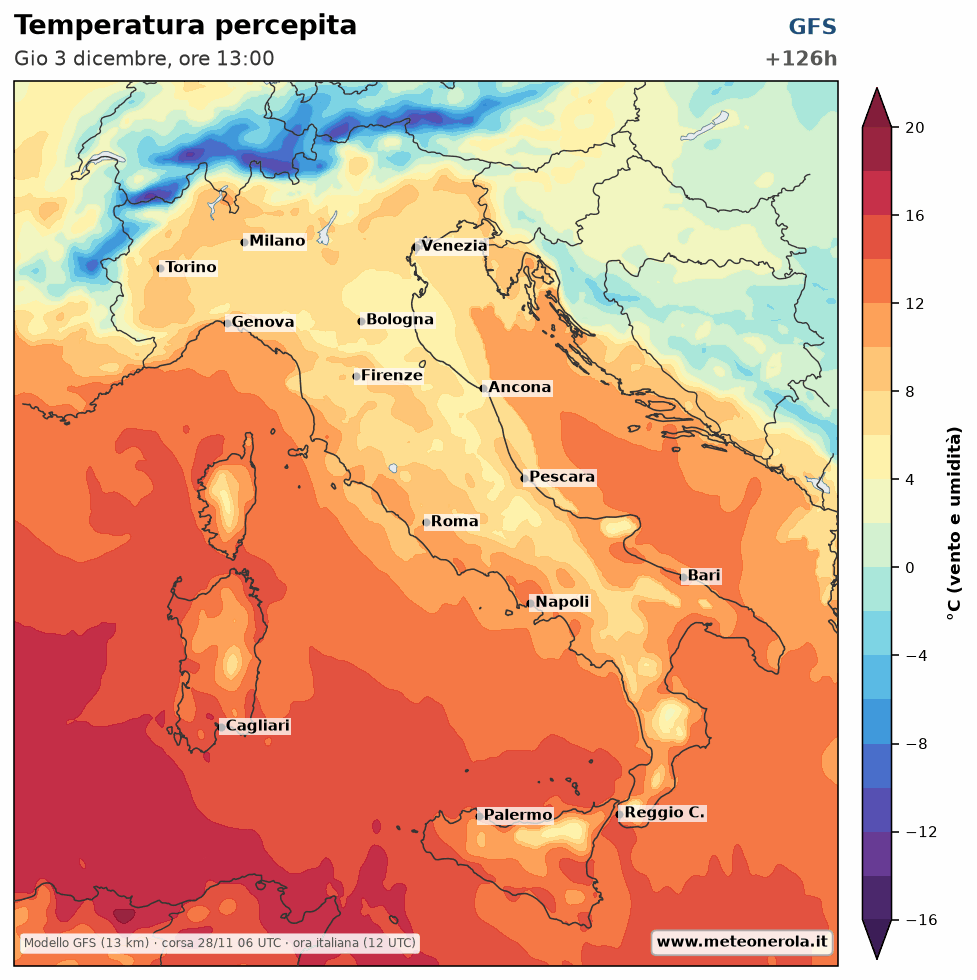 Temperatura percepita
GFS
Gio 3 dicembre, ore 13:00
+126h
Milano
Venezia
Torino
Genova
Bologna
Firenze
Ancona
Pescara
Roma
Bari
Napoli
Cagliari
Palermo
Reggio C.
20
16
12
8
4
0
−4
−8
−12
−16
°C (vento e umidità)
Modello GFS (13 km) · corsa 28/11 06 UTC · ora italiana (12 UTC)
www.meteonerola.it